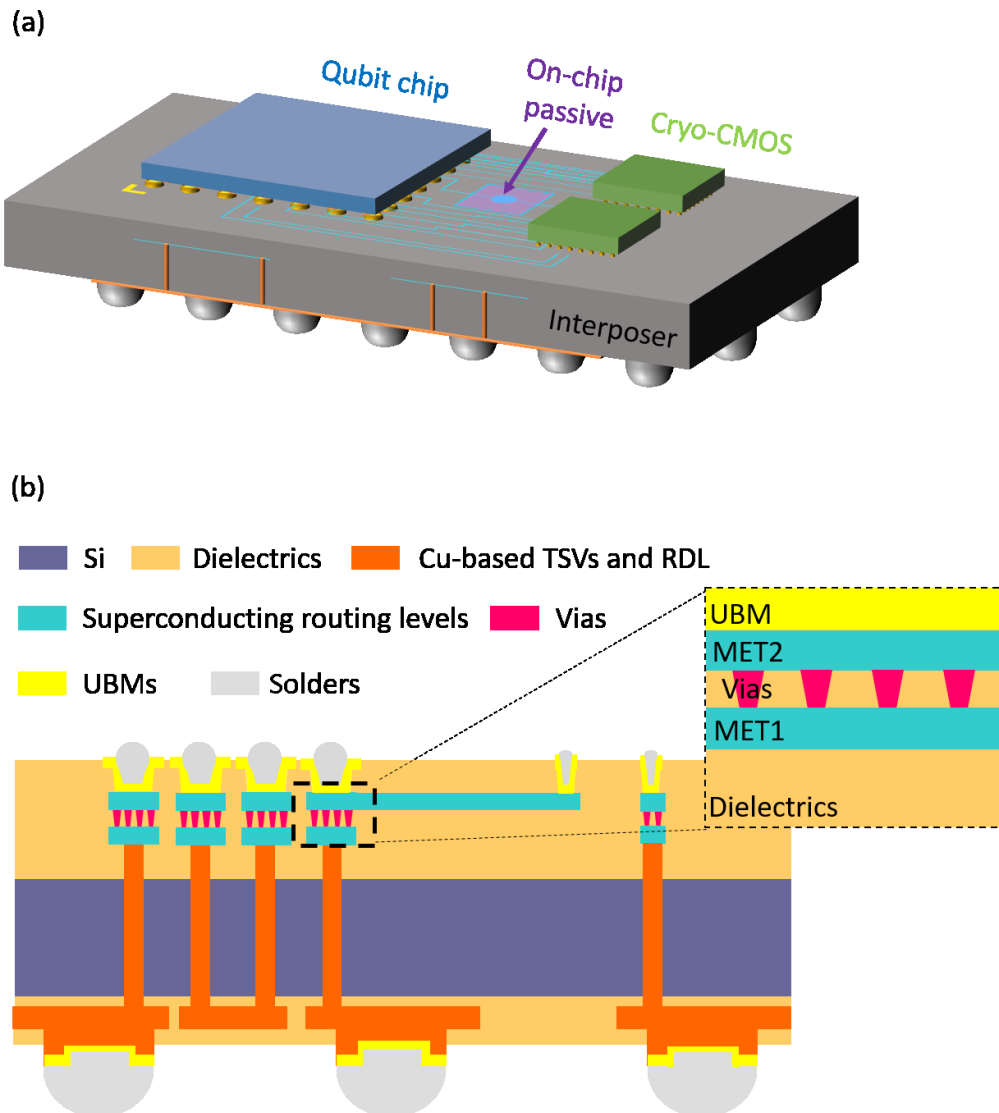 (a)
Qubit chip
On-chip
passive
Cryo-CMOS
Interposer
(b)
Si
Dielectrics
Cu-based TSVs and RDL
Superconducting routing levels
Vias
UBMs
Solders
UBM
MET2
Vias
MET1
Dielectrics